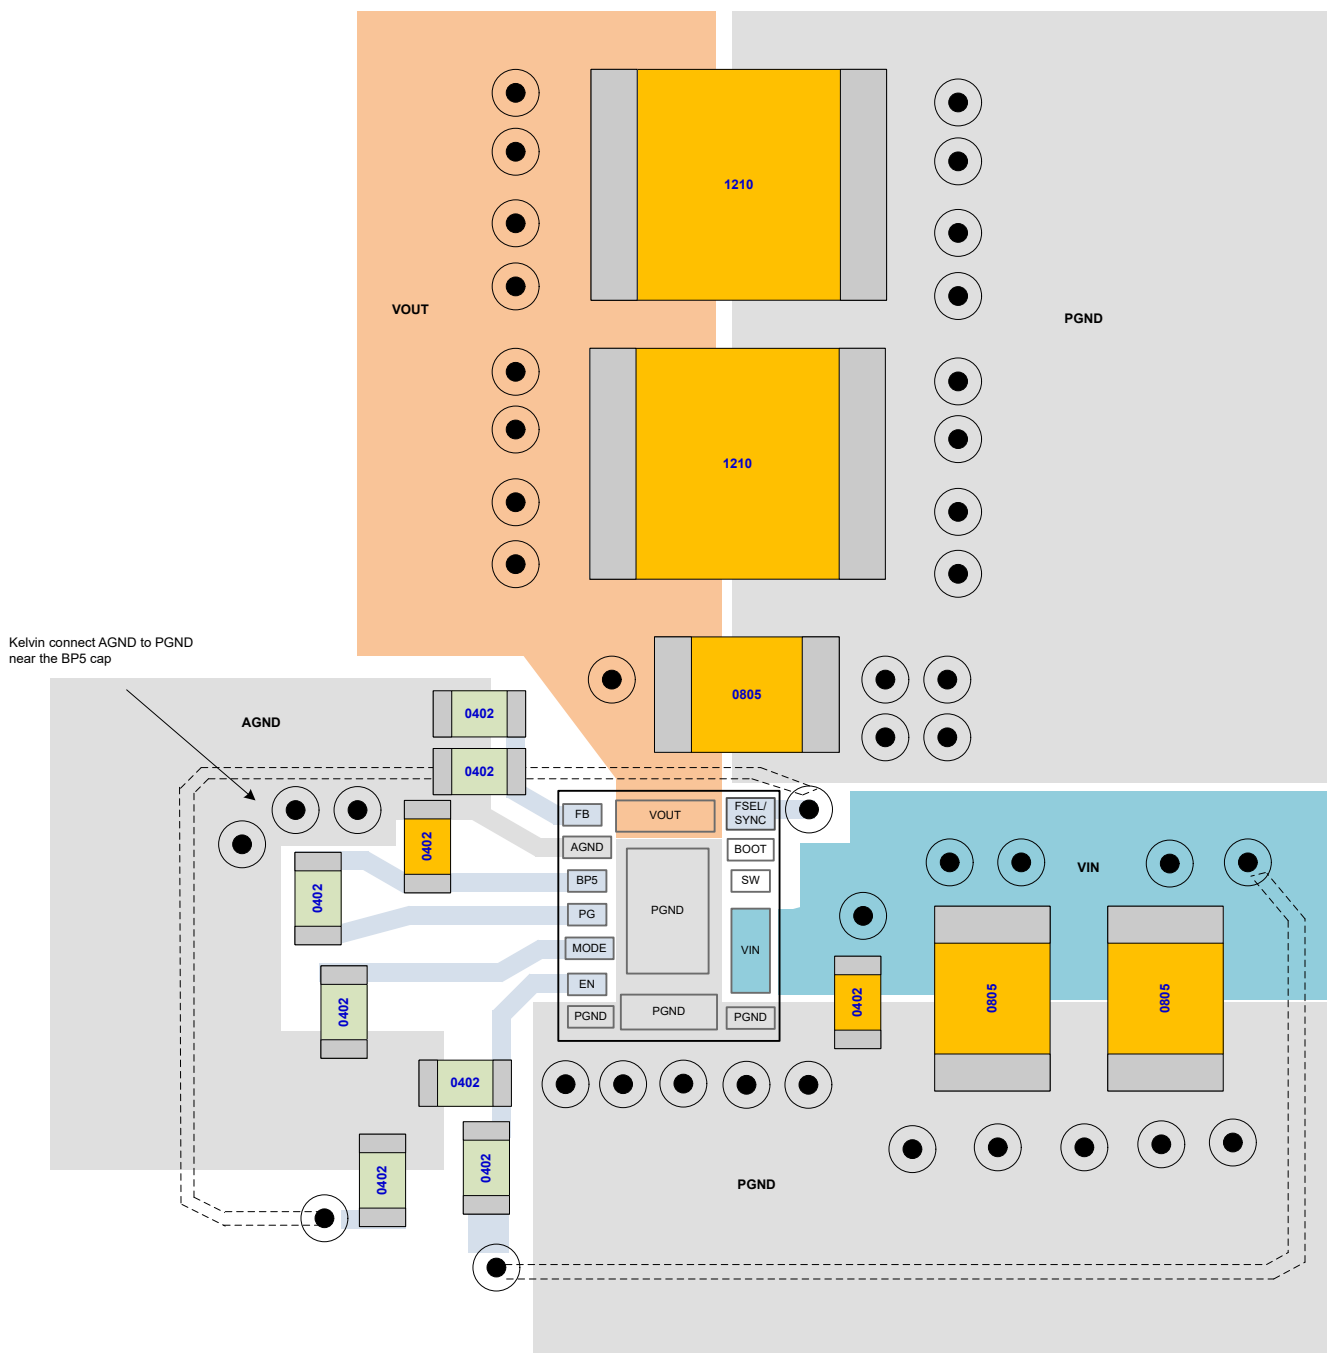 1210
VOUT
PGND
1210
Kelvin connect AGND to PGND
near the BP5 cap
AGND
0402
0805
0402
FB
VOUT
FSEL/
SYNC
AGND
BOOT
0402
BP5
SW
0402
PG
PGND
VIN
MODE
EN
PGND
PGND
PGND
VIN
0402
0805
0805
0402
0402
0402
0402
PGND